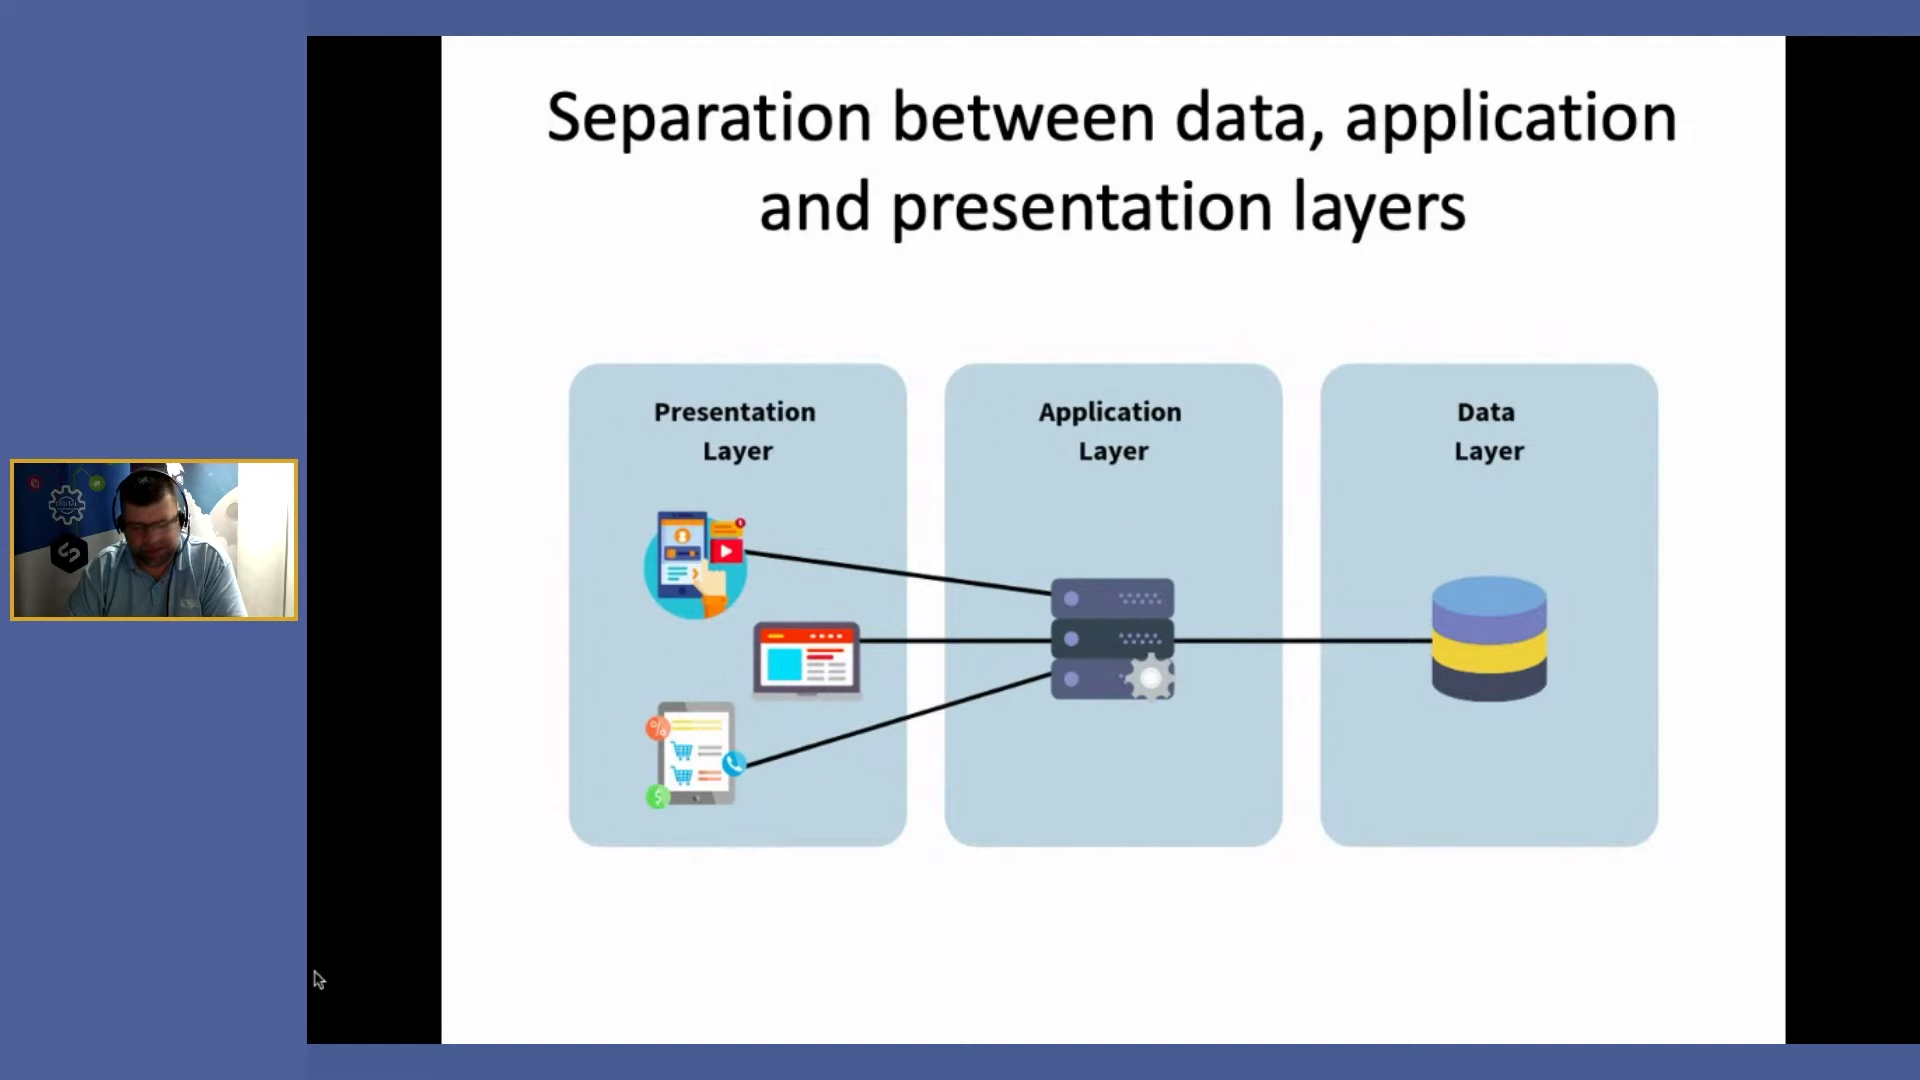 Separation between data, application
and presentation layers
Presentation
Layer
Application
Layer
Data
Layer